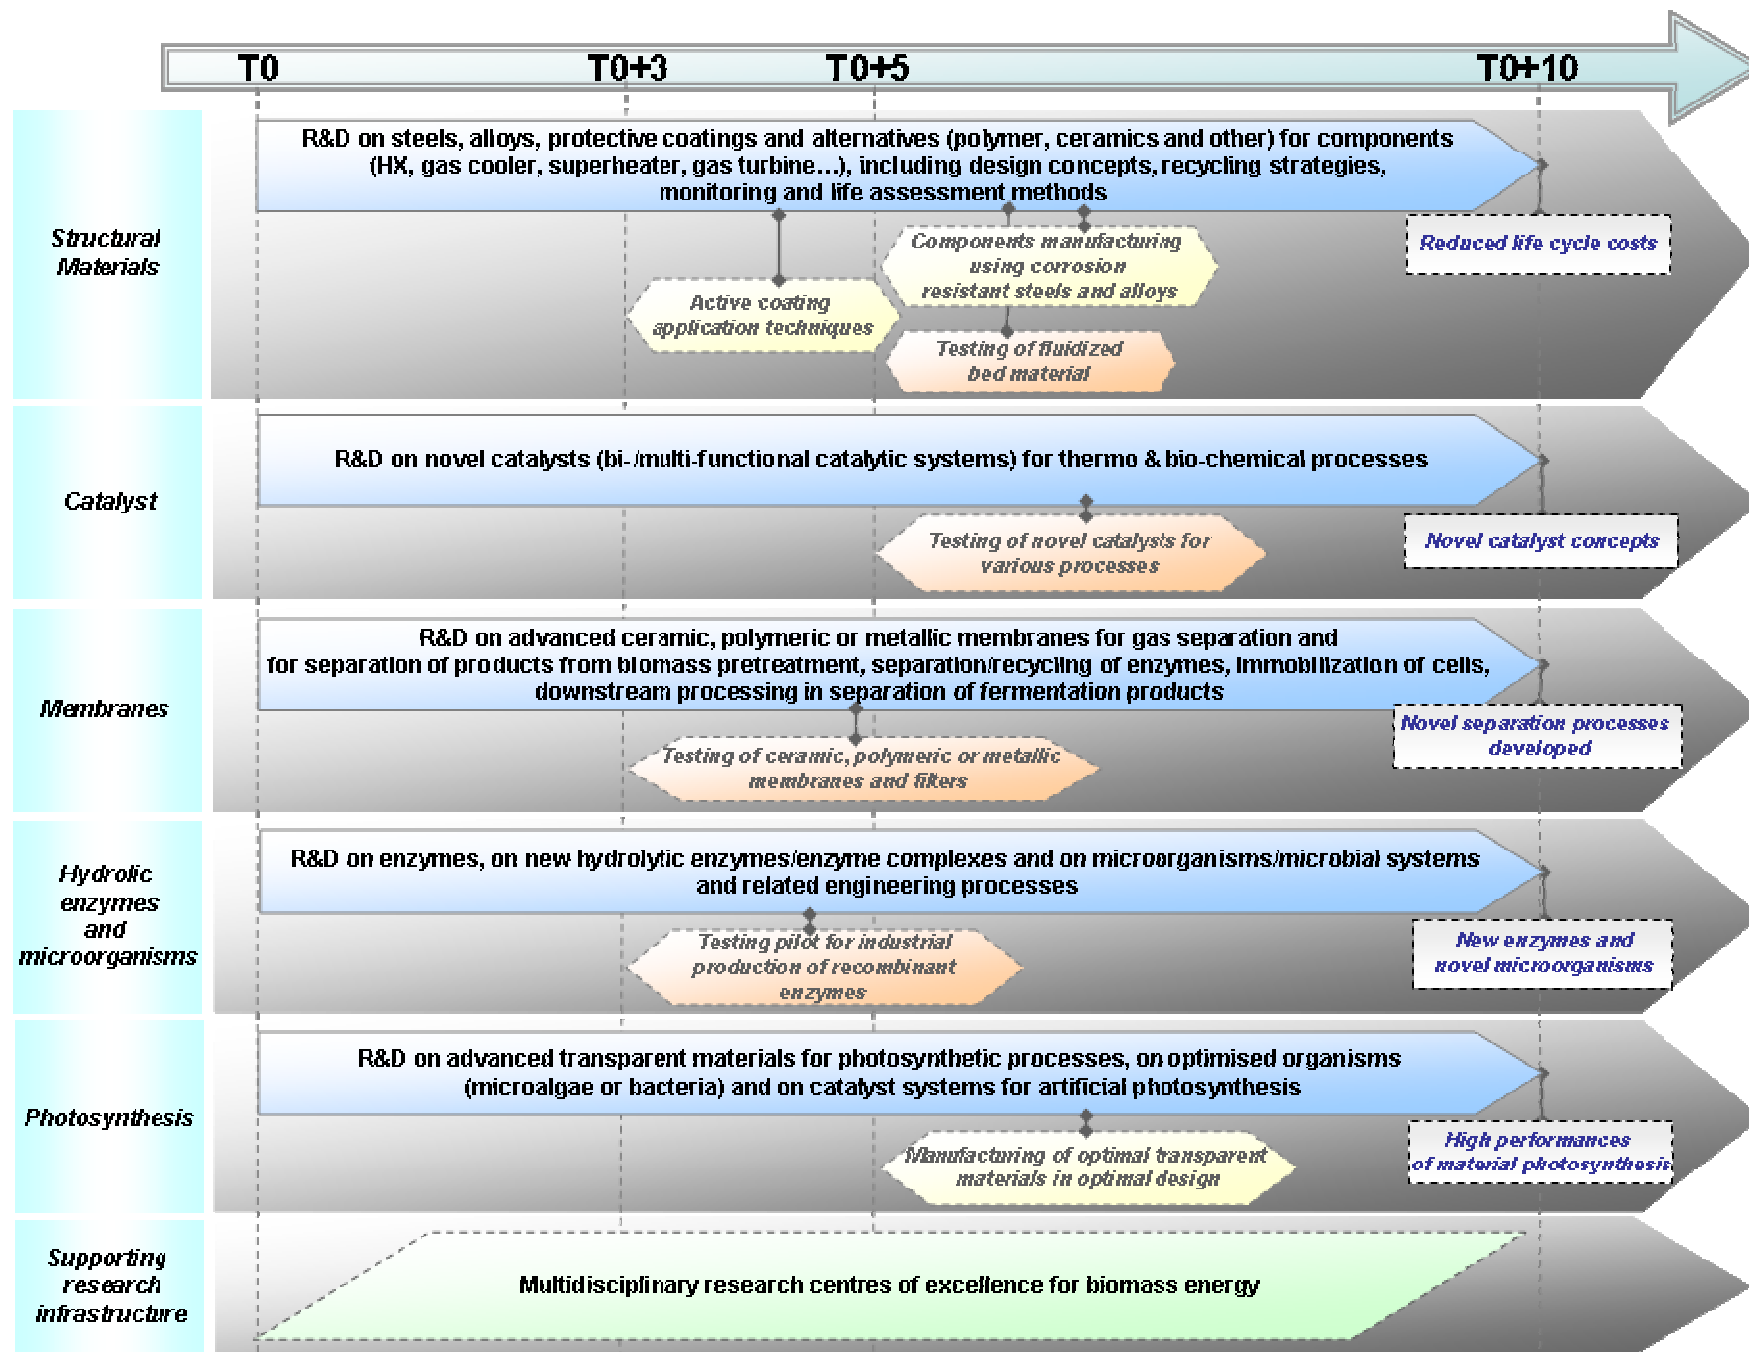 T0 T0+3 T0+5 T0+10
Structural
Materials
R&D on steels, alloys, protective coatings and alternatives (polymer, ceramics and other) for components
(HX, gas cooler, superheater, gas turbine...), including design concepts, recycling strategies,
monitoring and life assessment methods
Active coating
application techniques
Components manufacturing
using corrosion
resistant steels and alloys
Testing of fluidized
bed material
Reduced life cycle costs
Catalyst
R&D on novel catalysts (bi-/multi-functional catalytic systems) for thermo & bio-chemical processes
Testing of novel catalysts for
various processes
Novel catalyst concepts
Membranes
R&D on advanced ceramic, polymeric or metallic membranes for gas separation and
for separation of products from biomass pretreatment, separation/recycling of enzymes, immobilization of cells,
downstream processing in separation of fermentation products
Testing of ceramic, polymeric or metallic
membranes and filters
Novel separation processes
developed
Hydrolic
enzymes
and
microorganisms
R&D on enzymes, on new hydrolytic enzymes/enzyme complexes and on microorganisms/microbial systems
and related engineering processes
Testing pilot for industrial
production of recombinant
enzymes
New enzymes and
novel microorganisms
Photosynthesis
R&D on advanced transparent materials for photosynthetic processes, on optimised organisms
(microalgae or bacteria) and on catalyst systems for artificial photosynthesis
Manufacturing of optimal transparent
materials in optimal design
High performances
of material photosynthesis
Supporting
research
infrastructure
Multidisciplinary research centres of excellence for biomass energy